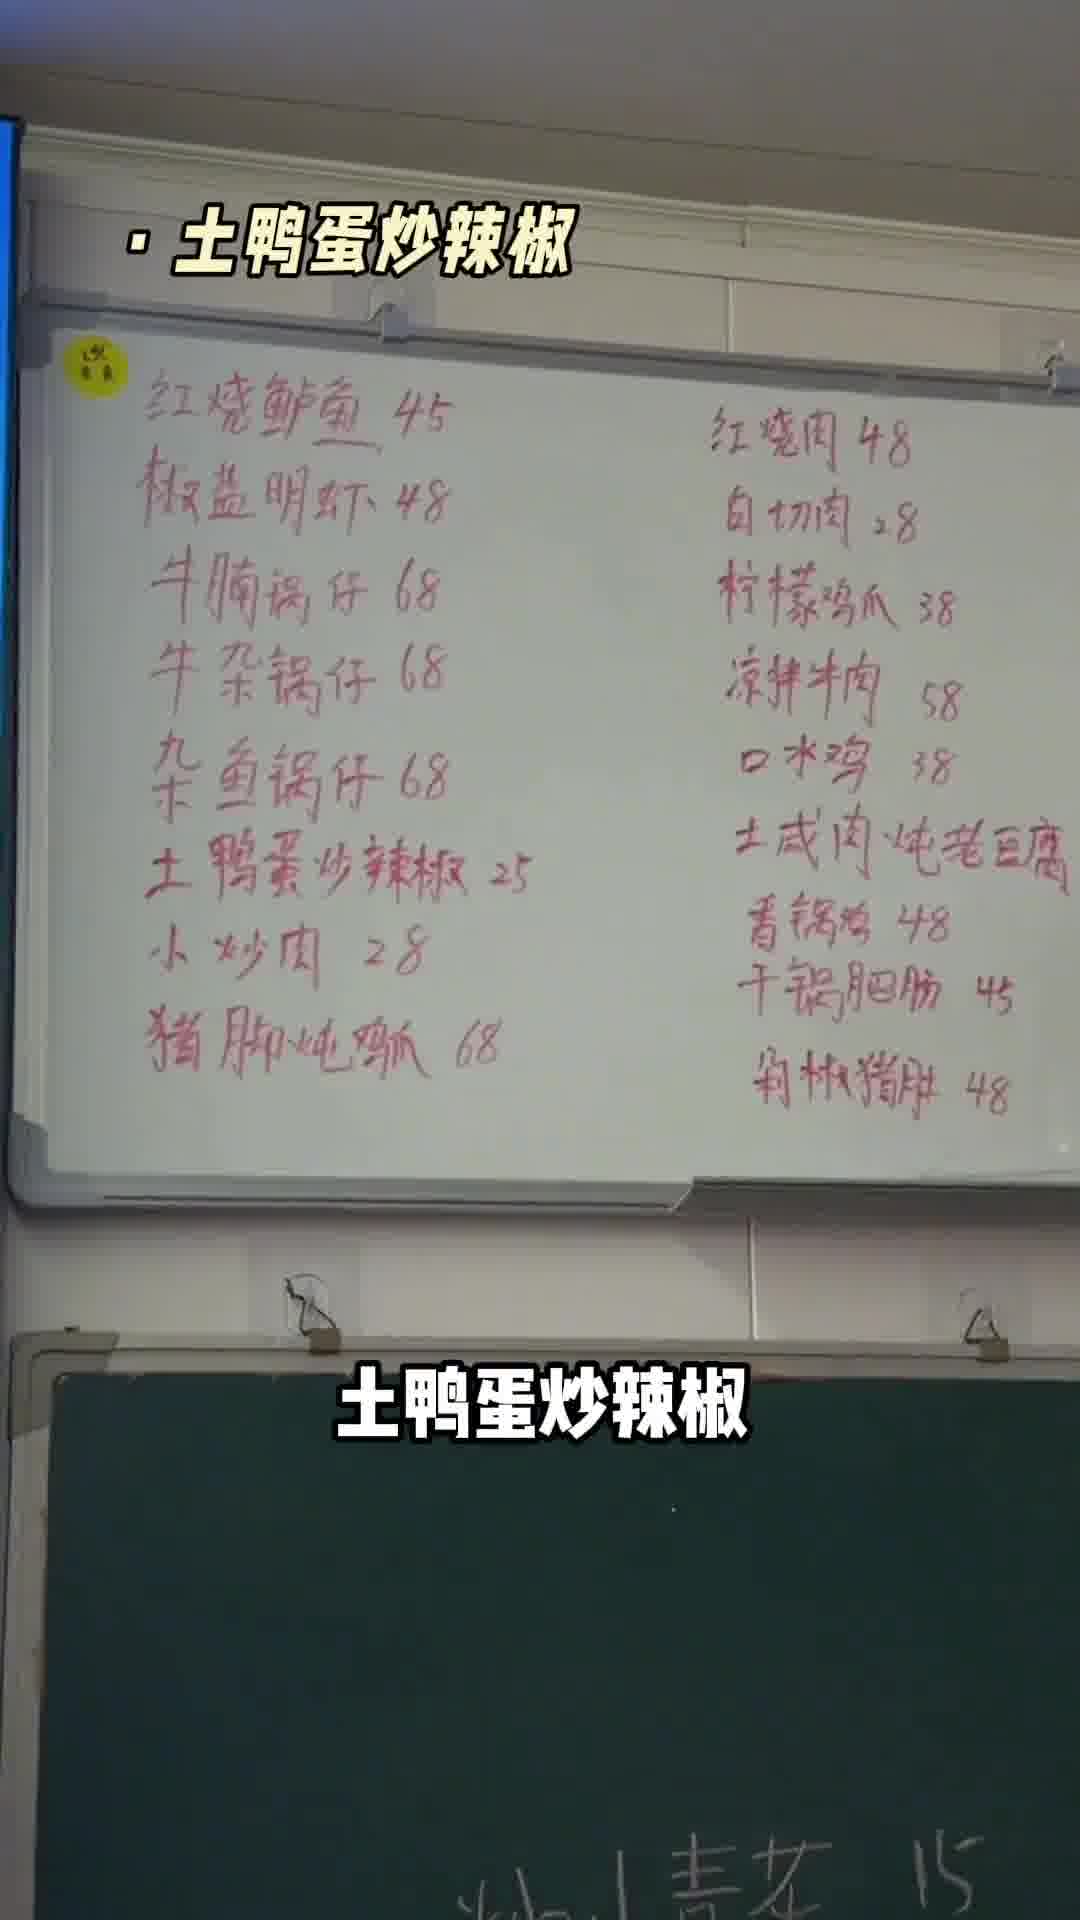 ·土鸭蛋炒辣椒
红烧鲈鱼 45
椒盐明虾 48
牛腩锅仔 68
牛杂锅仔 68
杂鱼锅仔 68
土鸭蛋炒辣椒 25
小炒肉 28
猪脚炖鸡爪 68
红烧肉 48
白切肉 28
柠檬鸡爪 38
凉拌牛肉 58
口水鸡 38
土咸肉炖老豆腐
香锅鸡 48
干锅肥肠 45
椒猪肚 48
土鸭蛋炒辣椒
炒小青菜 15